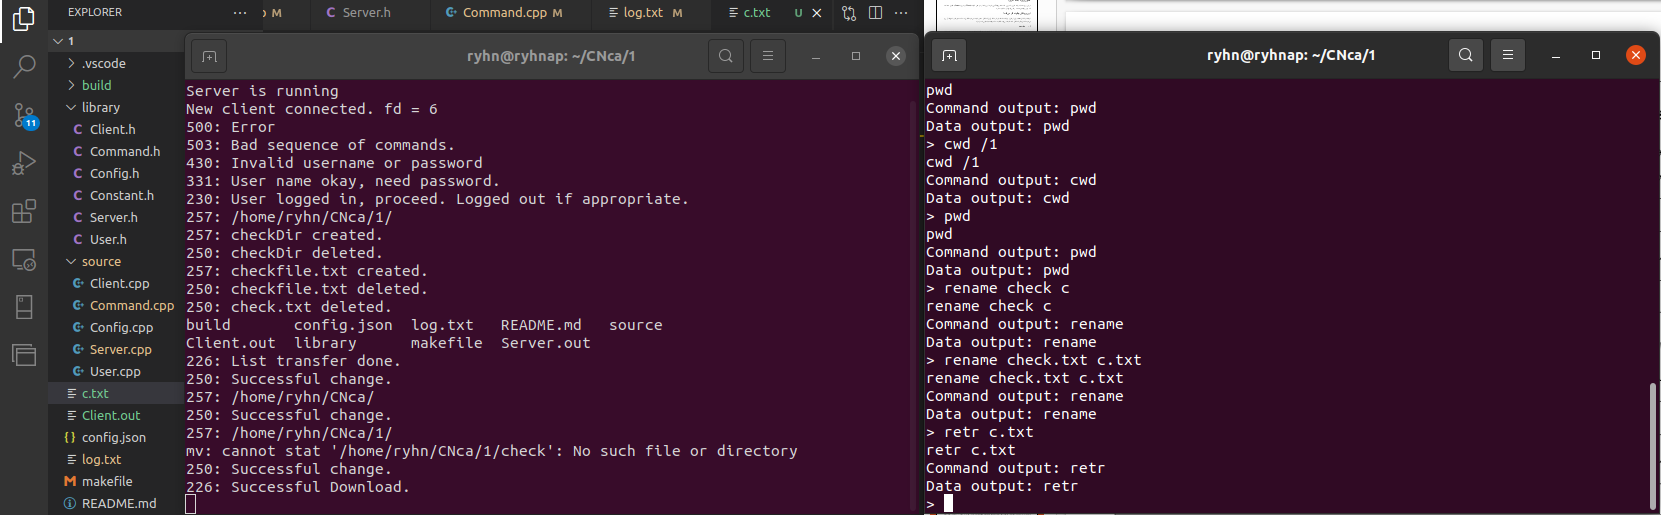 EXPLORER ···
1
.vscode
build
library
Client.h
Command.h
Config.h
Constant.h
Server.h
User.h
source
Client.cpp
Command.cpp
Config.cpp
Server.cpp
User.cpp
c.txt
Client.out
config.json
log.txt
makefile
README.md
11
M Server.h Command.cpp M log.txt M c.txt U
ryhn@ryhnap: ~/CNca/1
Server is running
New client connected. fd = 6
500: Error
503: Bad sequence of commands.
430: Invalid username or password
331: User name okay, need password.
230: User logged in, proceed. Logged out if appropriate.
257: /home/ryhn/CNca/1/
257: checkDir created.
250: checkDir deleted.
257: checkfile.txt created.
250: checkfile.txt deleted.
250: check.txt deleted.
build config.json log.txt README.md source
Client.out library makefile Server.out
226: List transfer done.
250: Successful change.
257: /home/ryhn/CNca/
250: Successful change.
257: /home/ryhn/CNca/1/
mv: cannot stat '/home/ryhn/CNca/1/check': No such file or directory
250: Successful change.
226: Successful Download.
ryhn@ryhnap: ~/CNca/1
pwd
Command output: pwd
Data output: pwd
> cwd /1
cwd /1
Command output: cwd
Data output: cwd
> pwd
pwd
Command output: pwd
Data output: pwd
> rename check c
rename check c
Command output: rename
Data output: rename
> rename check.txt c.txt
rename check.txt c.txt
Command output: rename
Data output: rename
> retr c.txt
retr c.txt
Command output: retr
Data output: retr
>